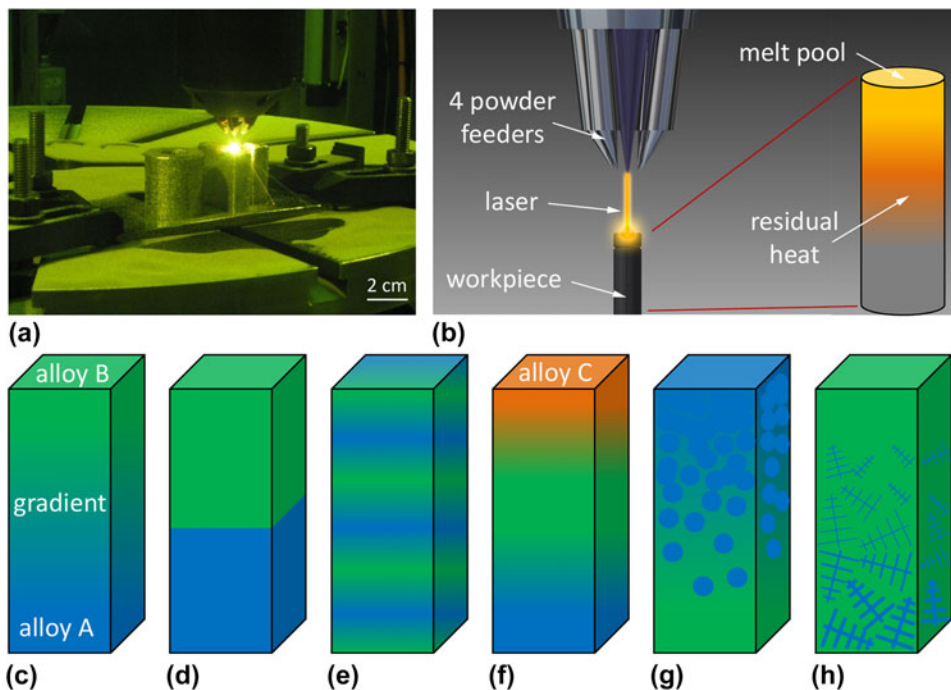 2 cm
(a)
4 powder
feeders
laser
workpiece
melt pool
residual
heat
(b)
alloy B
gradient
alloy A
(c)
(d)
(e)
alloy C
(f)
(g)
(h)